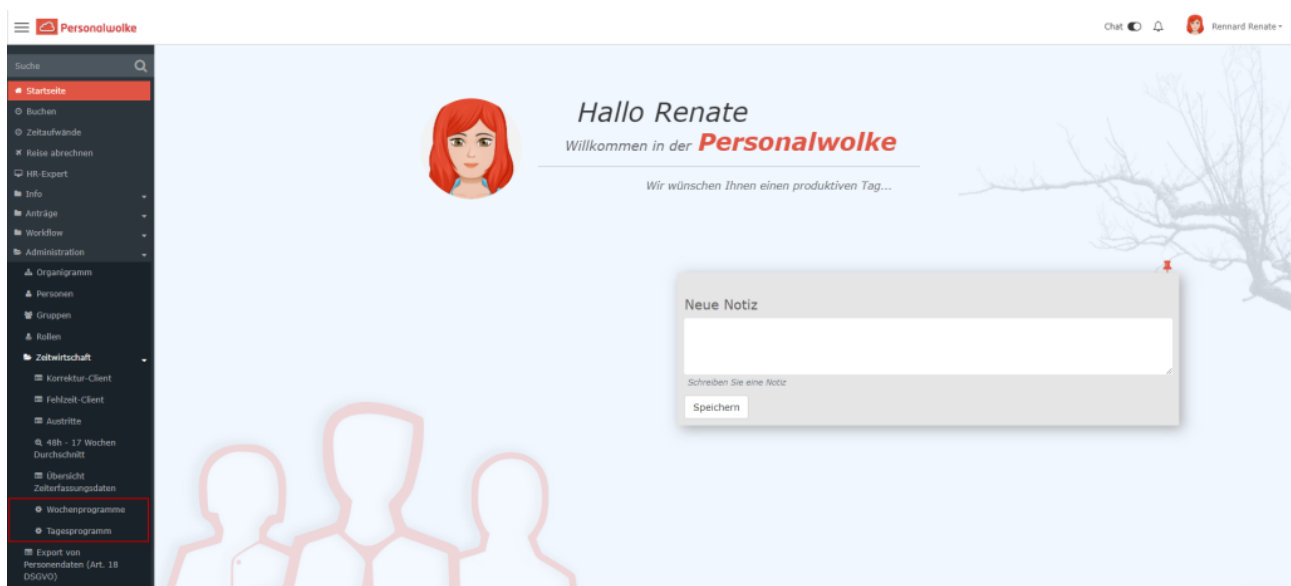 Personalwolke
Chat
Rennard Renate
Suche
Startseite
Buchen
Zeitaufwände
Reise abrechnen
HR-Expert
Info
Anträge
Workflow
Administration
Organigramm
Personen
Gruppen
Rollen
Zeitwirtschaft
Korrektur-Client
Fehlzeit-Client
Austritte
48h - 17 Wochen
Durchschnitt
Übersicht
Zeiterfassungsdaten
Wochenprogramme
Tagesprogramm
Export von
Personendaten (Art. 18
DSGVO)
Hallo Renate
Willkommen in der Personalwolke
Wir wünschen Ihnen einen produktiven Tag...
Neue Notiz
Schreiben Sie eine Notiz
Speichern